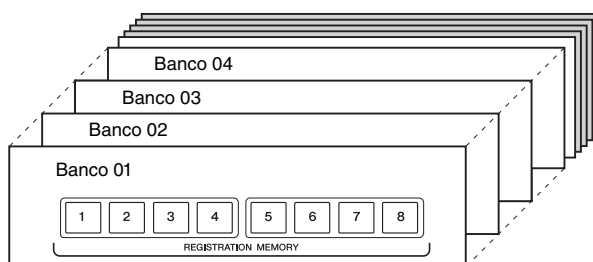 Banco 04
Banco 03
Banco 02
Banco 01
1 2 3 4 5 6 7 8
REGISTRATION MEMORY